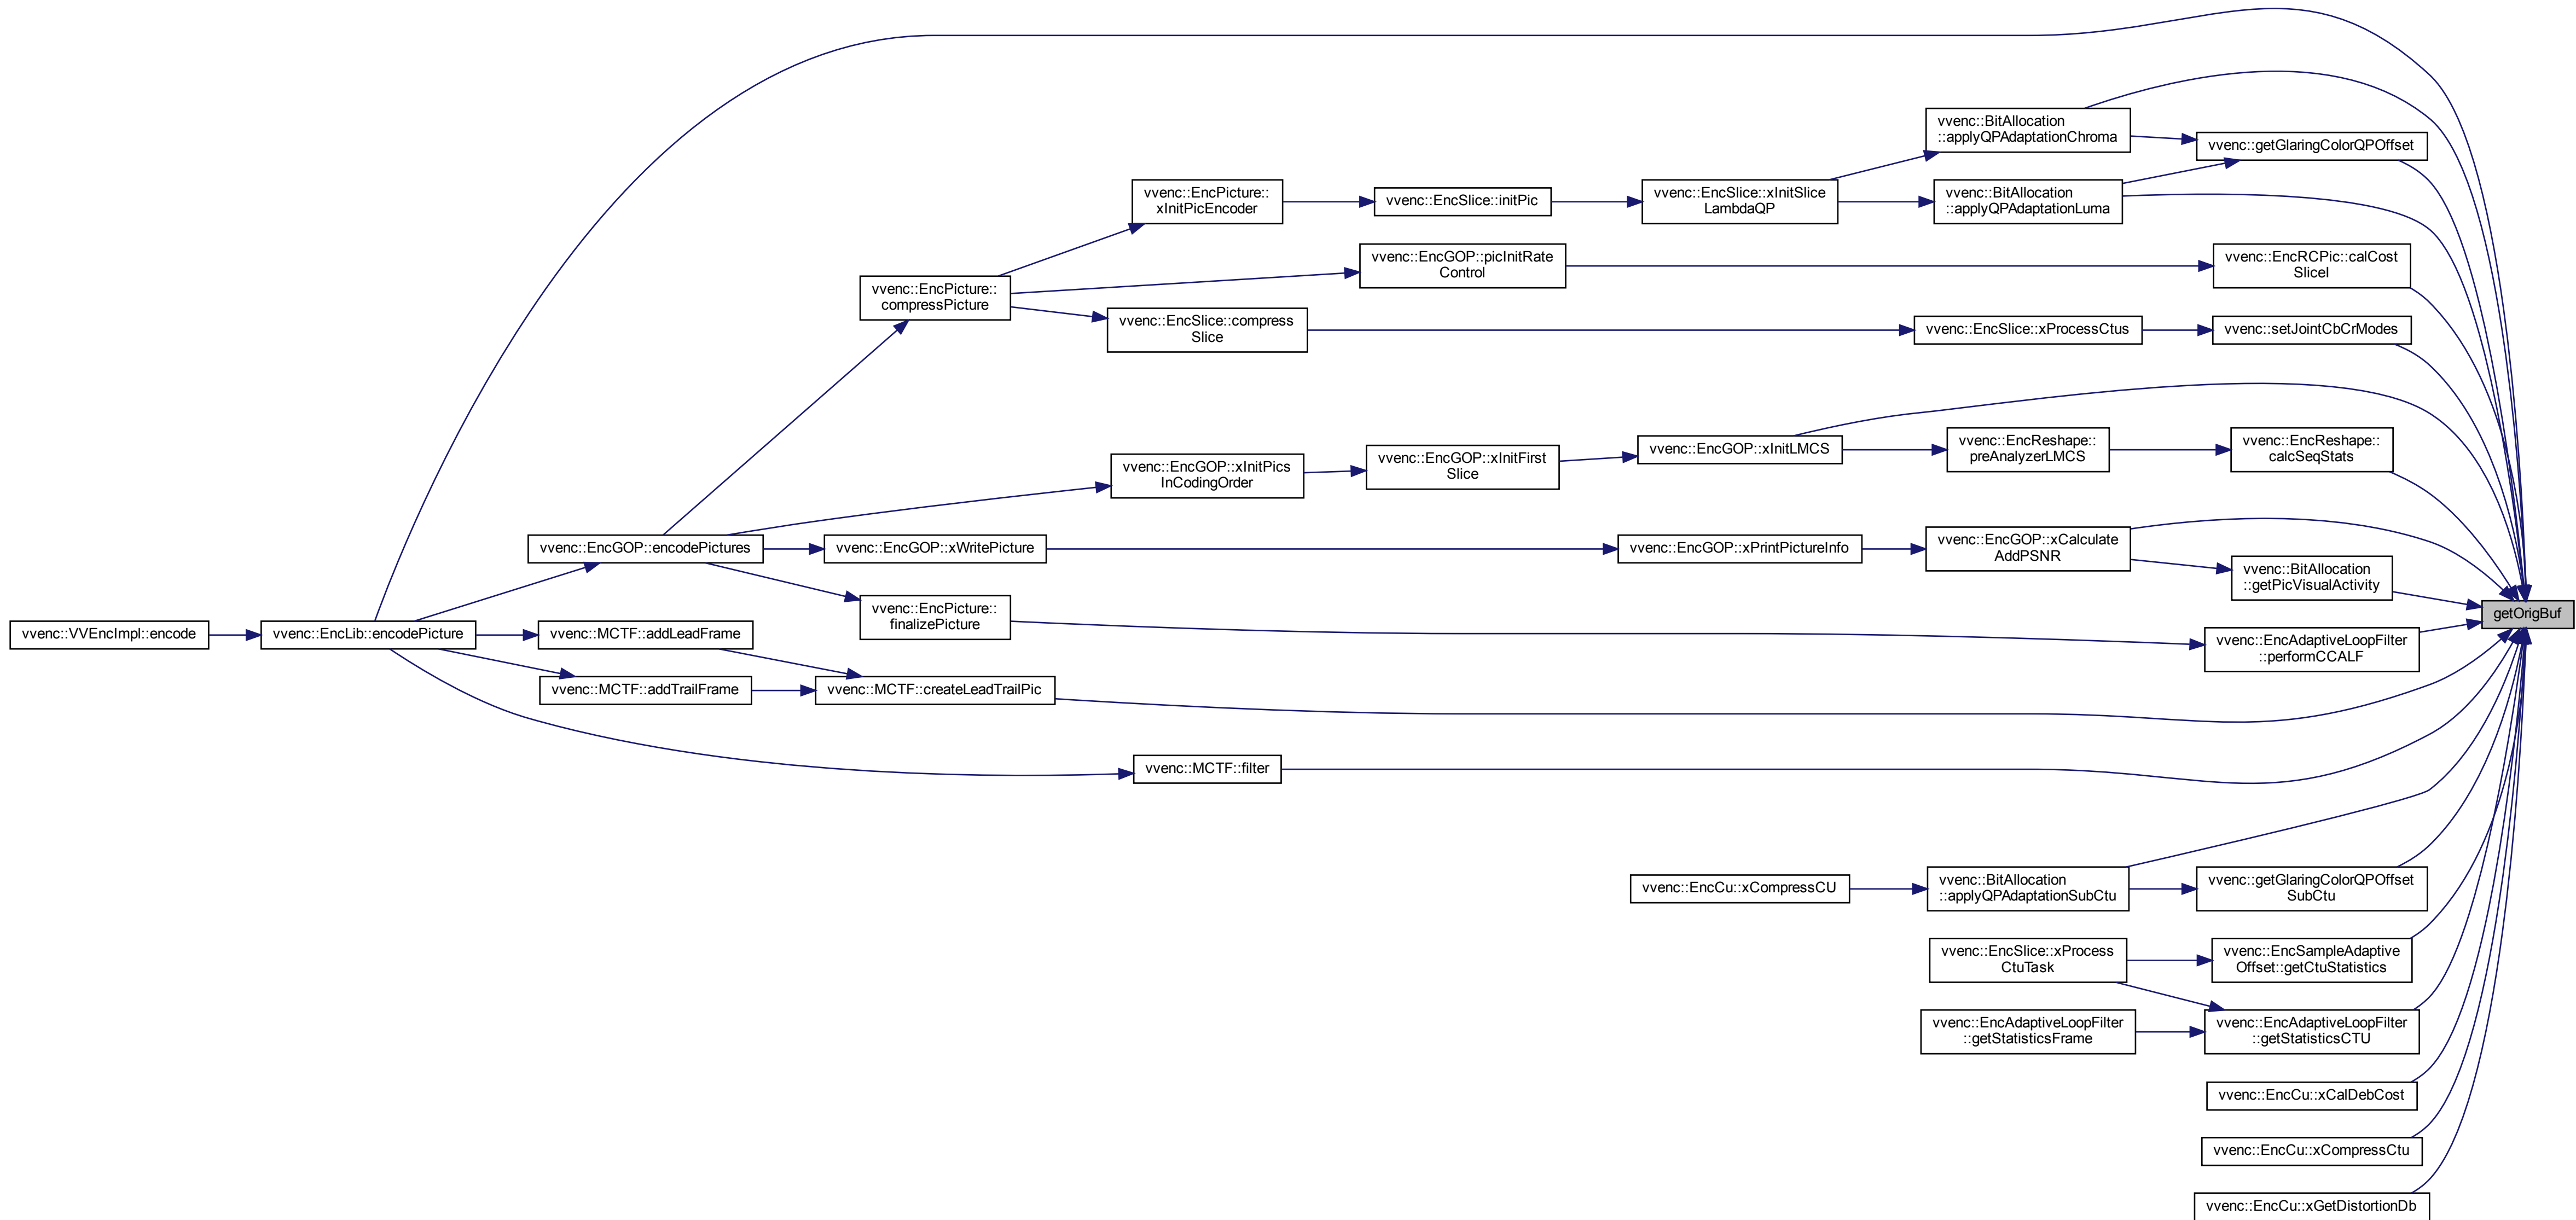 vvenc::BitAllocation
::applyQPAdaptationChroma
vvenc::getGlaringColorQPOffset
vvenc::EncPicture::
xInitPicEncoder
vvenc::EncSlice::initPic
vvenc::EncSlice::xInitSlice
LambdaQP
vvenc::BitAllocation
::applyQPAdaptationLuma
vvenc::EncGOP::picInitRate
Control
vvenc::EncRCPic::calCost
SliceI
vvenc::EncPicture::
compressPicture
vvenc::EncSlice::compress
Slice
vvenc::EncSlice::xProcessCtus
vvenc::setJointCbCrModes
vvenc::EncGOP::xInitPics
InCodingOrder
vvenc::EncGOP::xInitFirst
Slice
vvenc::EncGOP::xInitLMCS
vvenc::EncReshape::
preAnalyzerLMCS
vvenc::EncReshape::
calcSeqStats
vvenc::EncGOP::encodePictures
vvenc::EncGOP::xWritePicture
vvenc::EncGOP::xPrintPictureInfo
vvenc::EncGOP::xCalculate
AddPSNR
vvenc::BitAllocation
::getPicVisualActivity
vvenc::EncPicture::
finalizePicture
getOrigBuf
vvenc::VVEncImpl::encode
vvenc::EncLib::encodePicture
vvenc::MCTF::addLeadFrame
vvenc::EncAdaptiveLoopFilter
::performCCALF
vvenc::MCTF::addTrailFrame
vvenc::MCTF::createLeadTrailPic
vvenc::MCTF::filter
vvenc::EncCu::xCompressCU
vvenc::BitAllocation
::applyQPAdaptationSubCtu
vvenc::getGlaringColorQPOffset
SubCtu
vvenc::EncSlice::xProcess
CtuTask
vvenc::EncSampleAdaptive
Offset::getCtuStatistics
vvenc::EncAdaptiveLoopFilter
::getStatisticsFrame
vvenc::EncAdaptiveLoopFilter
::getStatisticsCTU
vvenc::EncCu::xCalDebCost
vvenc::EncCu::xCompressCtu
vvenc::EncCu::xGetDistortionDb